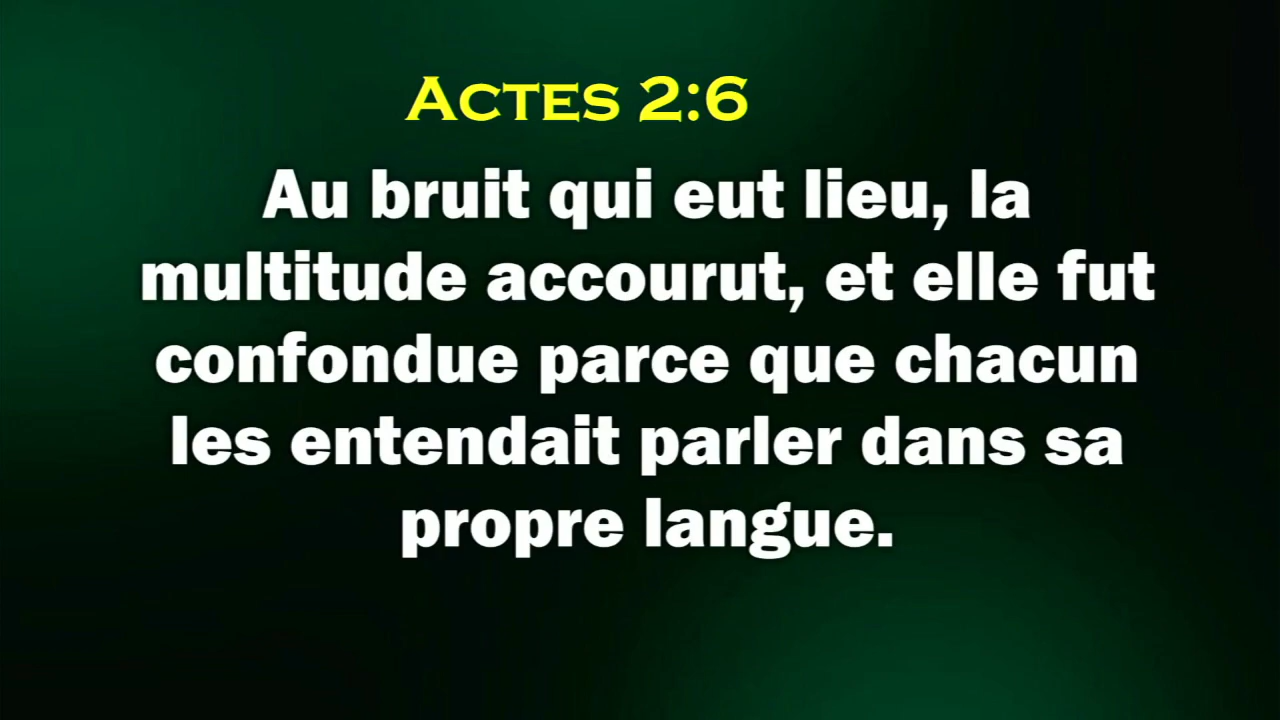 Actes 2:6
Au bruit qui eut lieu, la
multitude accourut, et elle fut
confondue parce que chacun
les entendait parler dans sa
propre langue.